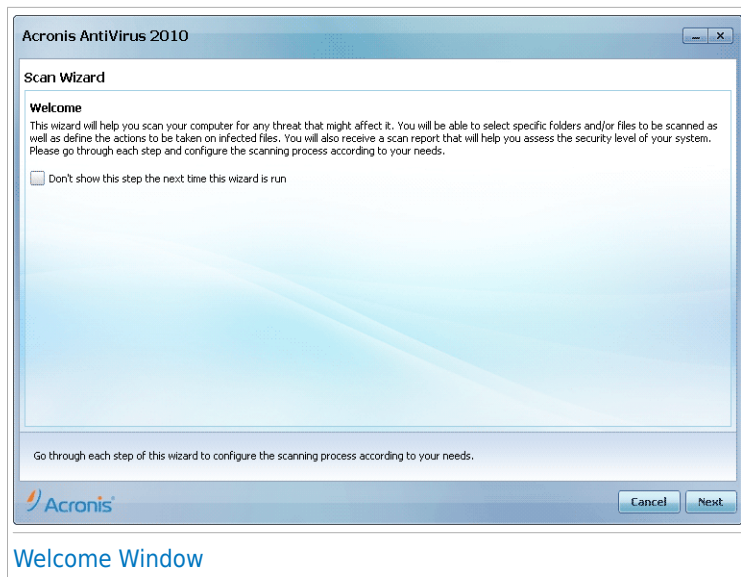 Acronis AntiVirus 2010
Scan Wizard
Welcome
This wizard will help you scan your computer for any threat that might affect it. You will be able to select specific folders and/or files to be scanned as
well as define the actions to be taken on infected files. You will also receive a scan report that will help you assess the security level of your system.
Please go through each step and configure the scanning process according to your needs.
Don't show this step the next time this wizard is run
Go through each step of this wizard to configure the scanning process according to your needs.
Acronis
Cancel Next
Welcome Window